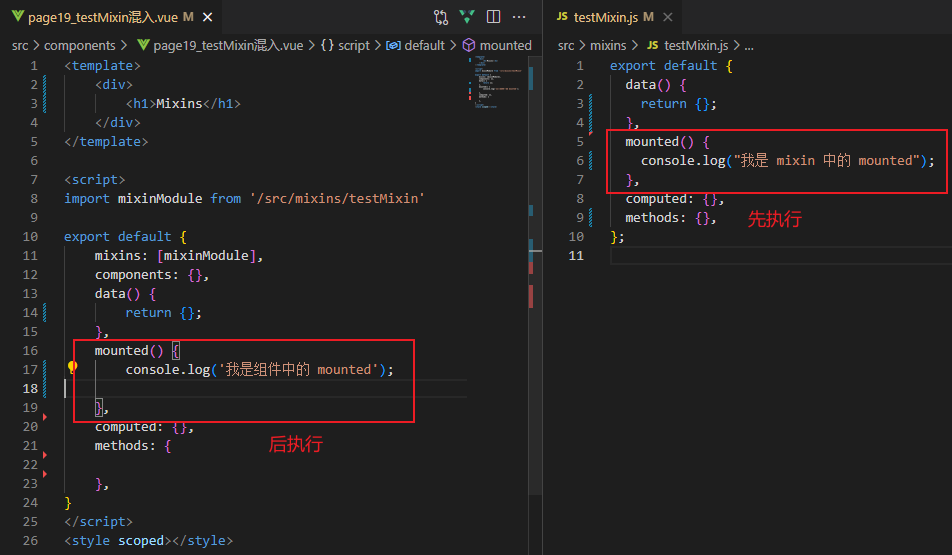 page19_testMixin混入.vue M
src > components > page19_testMixin混入.vue > {} script > default > mounted
1 <template>
2 <div>
3 <h1>Mixins</h1>
4 </div>
5 </template>
6
7 <script>
8 import mixinModule from '/src/mixins/testMixin'
9
10 export default {
11 mixins: [mixinModule],
12 components: {},
13 data() {
14 return {};
15 },
16 mounted() {
17 console.log('我是组件中的 mounted');
18
19 },
20 computed: {},
21 methods: {
后执行
22
23 },
24 }
25 </script>
26 <style scoped></style>
JS testMixin.js M
src > mixins > JS testMixin.js > ...
1 export default {
2 data() {
3 return {};
4 },
5 mounted() {
6 console.log("我是 mixin 中的 mounted");
7 },
8 computed: {},
9 methods: {},
先执行
10 };
11